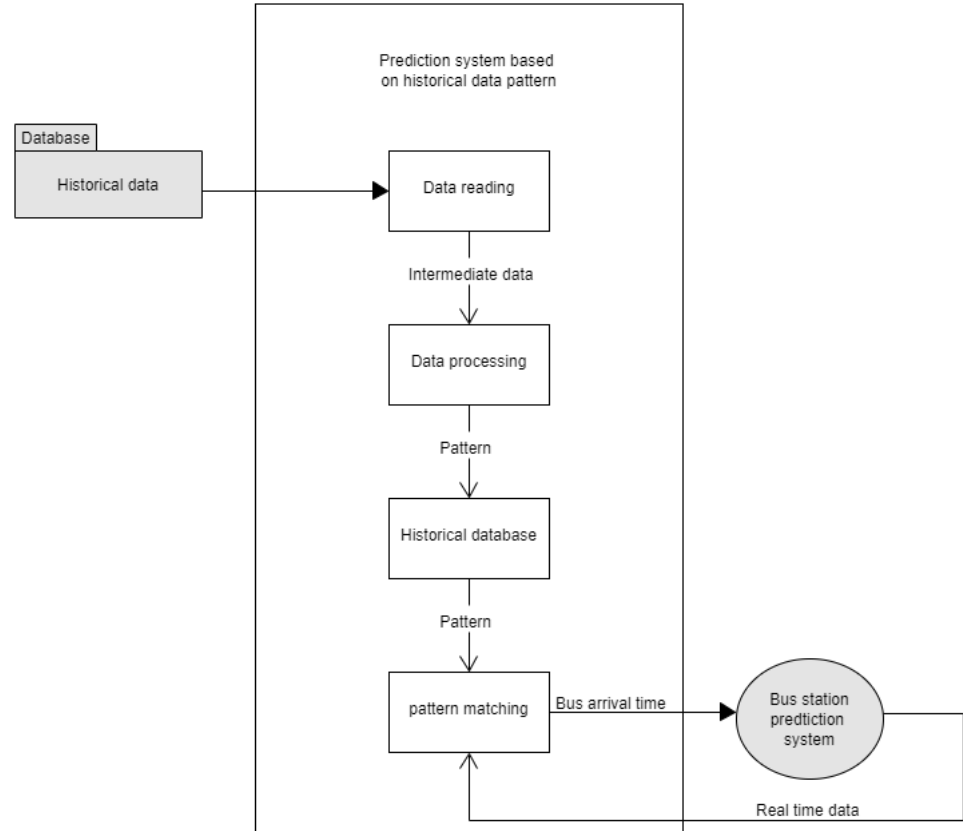 Prediction system based
on historical data pattern
Database
Historical data
Data reading
Intermediate data
Data processing
Pattern
Historical database
Pattern
pattern matching
Bus arrival time
Bus station
predtiction
system
Real time data